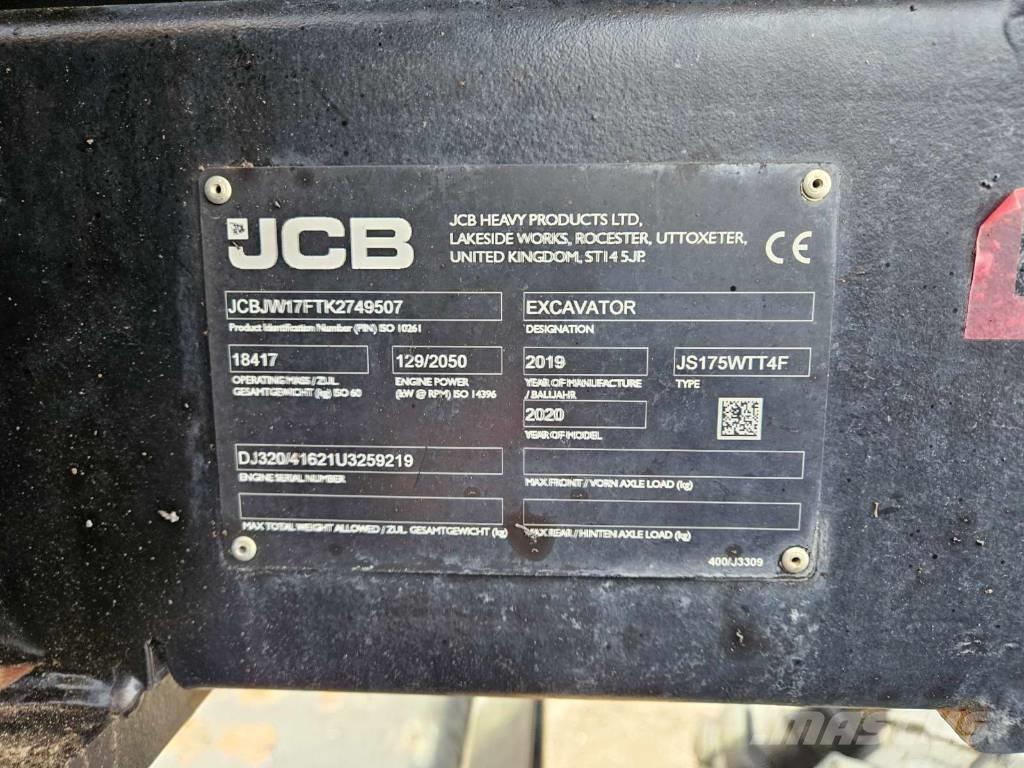 JCB
JCB HEAVY PRODUCTS LTD,
LAKESIDE WORKS, ROCESTER, UTTOXETER,
UNITED KINGDOM, ST14 5JP.
CE
JCBJW17FTK2749507
Product Identification Number (PIN) ISO 10261
EXCAVATOR
DESIGNATION
18417
OPERATING MASS / ZUL.
GESAMTGEWICHT (kg) ISO 60
129/2050
ENGINE POWER
(kW @ RPM) ISO 14396
2019
YEAR OF MANUFACTURE
/ BAUJAHR
JS175WTT4F
TYPE
2020
YEAR OF MODEL
DJ320/41621U3259219
ENGINE SERIAL NUMBER
MAX FRONT / VORN AXLE LOAD (kg)
MAX TOTAL WEIGHT ALLOWED / ZUL. GESAMTGEWICHT (kg)
MAX REAR / HINTEN AXLE LOAD (kg)
400/J3309
MASCUS